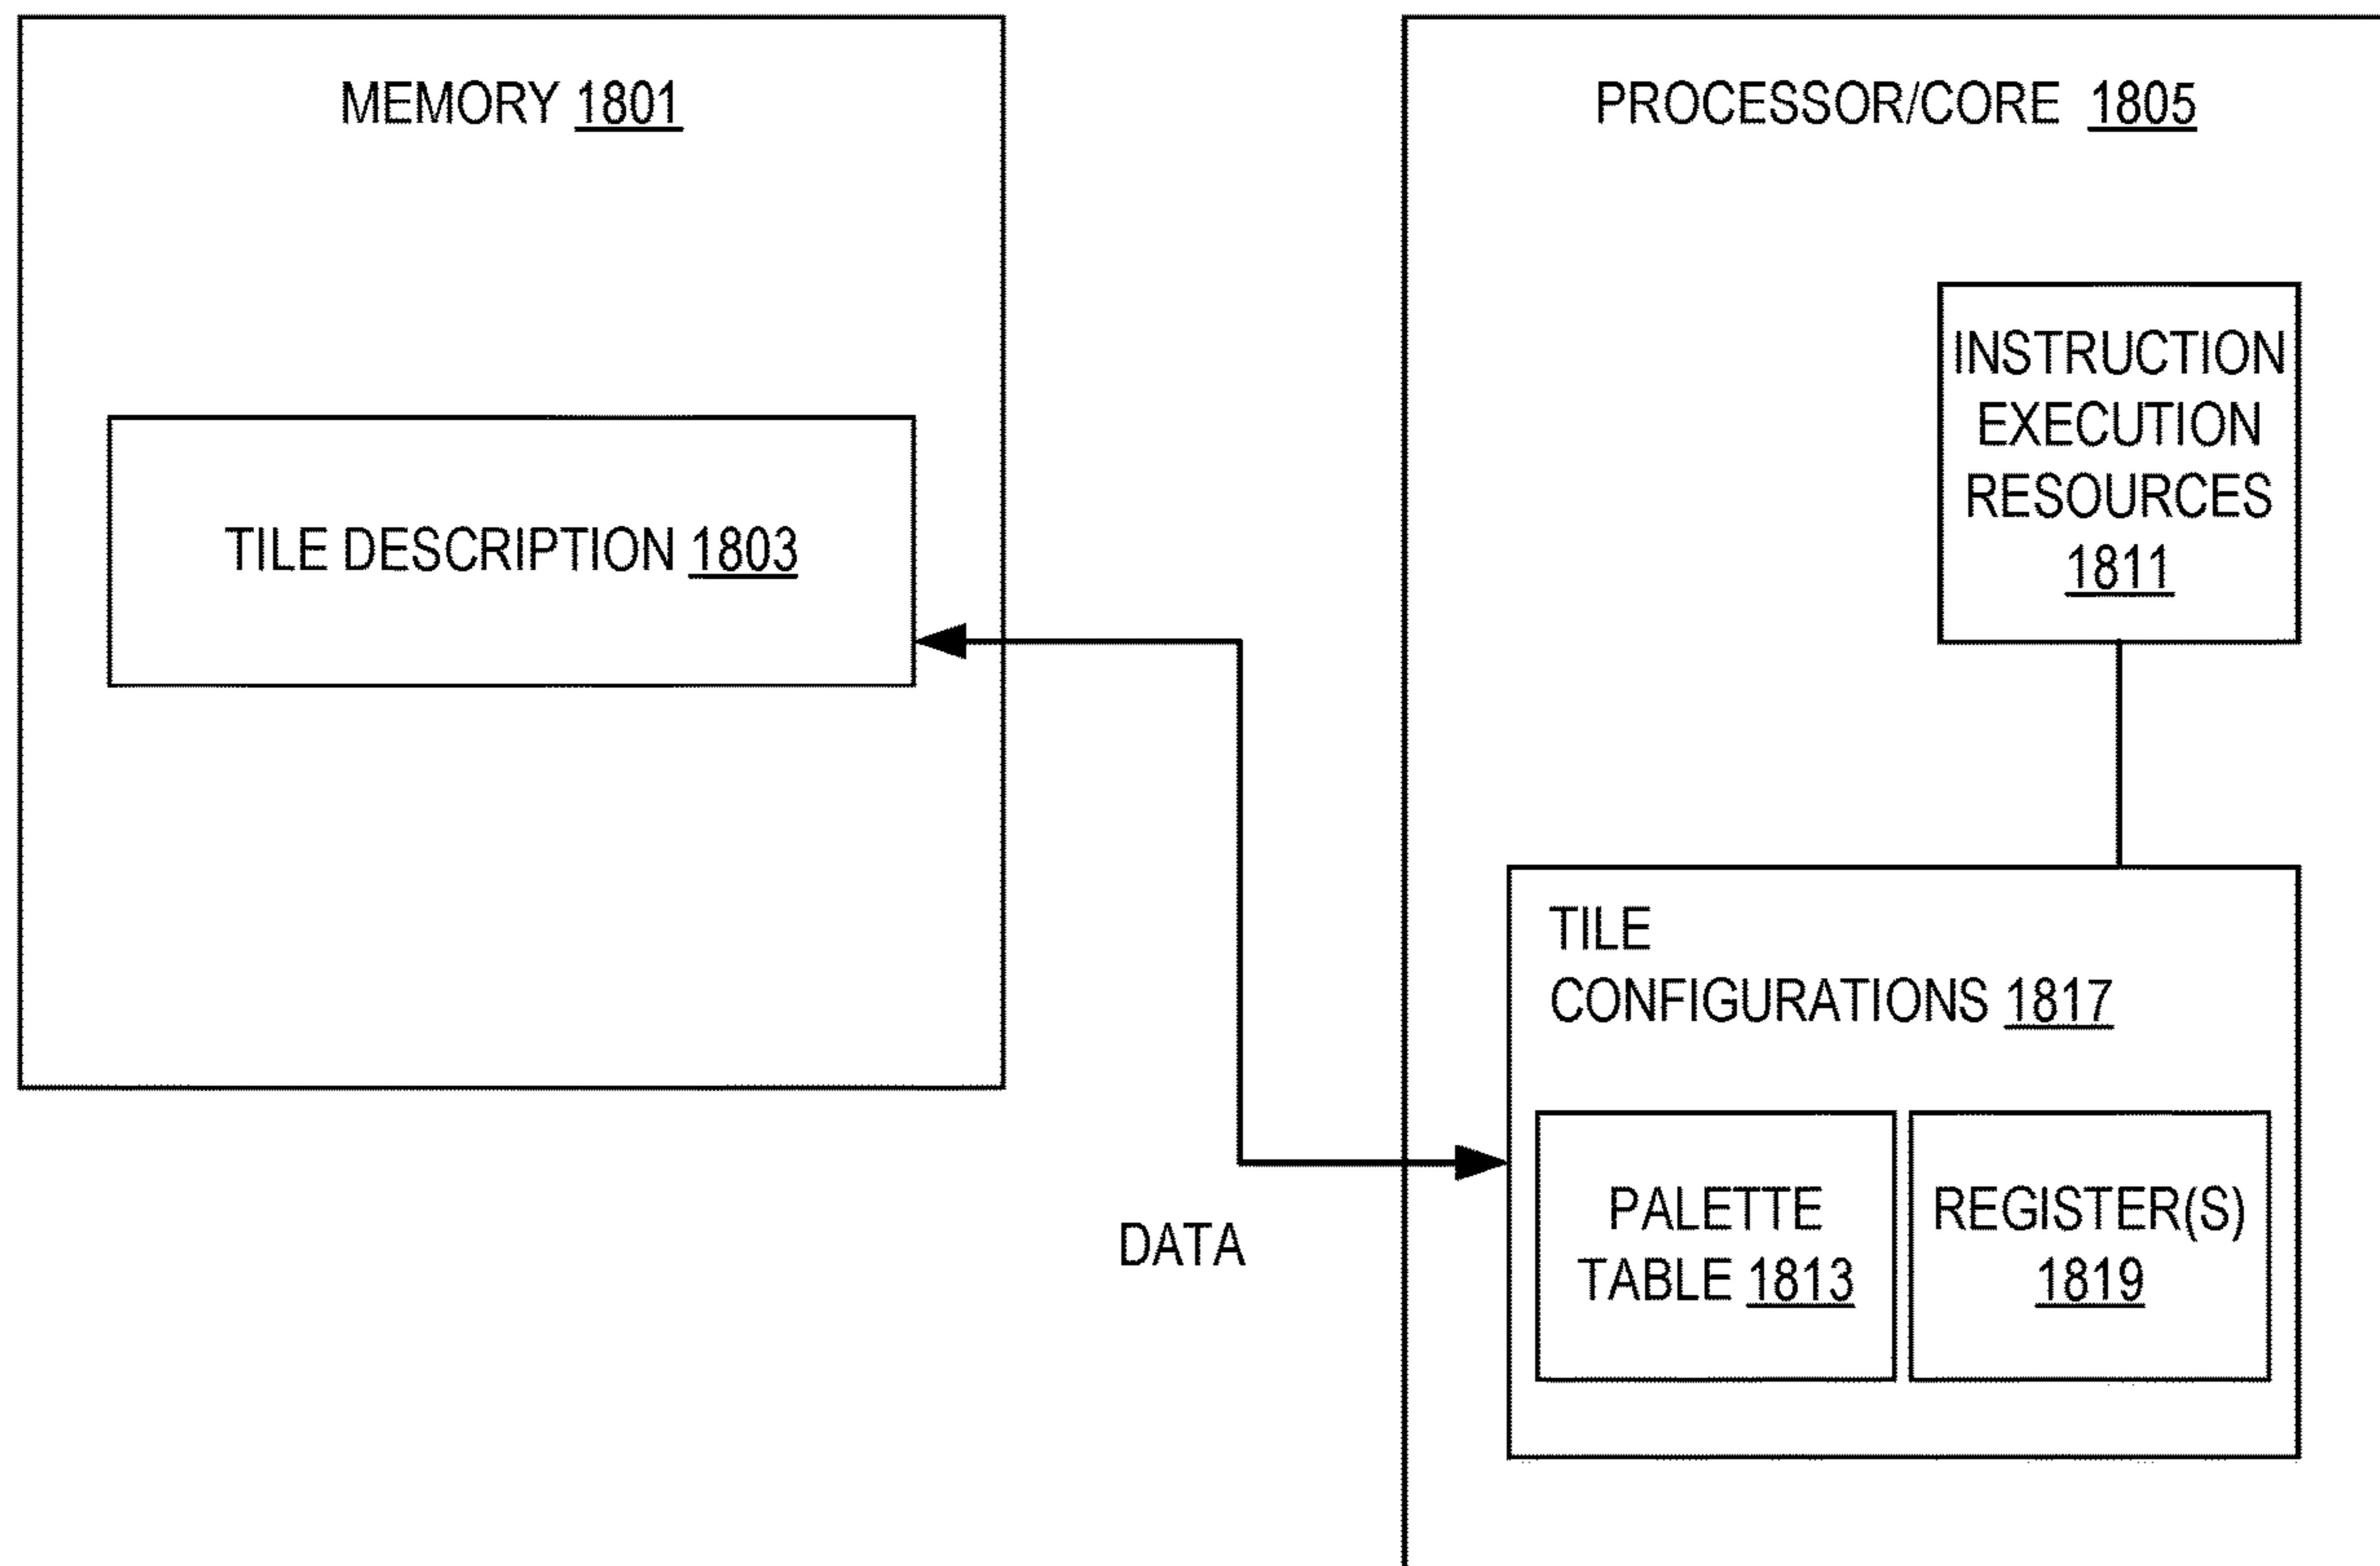 MEMORY 1801
TILE DESCRIPTION 1803
PROCESSOR/CORE 1805
INSTRUCTION
EXECUTION
RESOURCES
1811
TILE
CONFIGURATIONS 1817
PALETTE
TABLE 1813
REGISTER(S)
1819
DATA